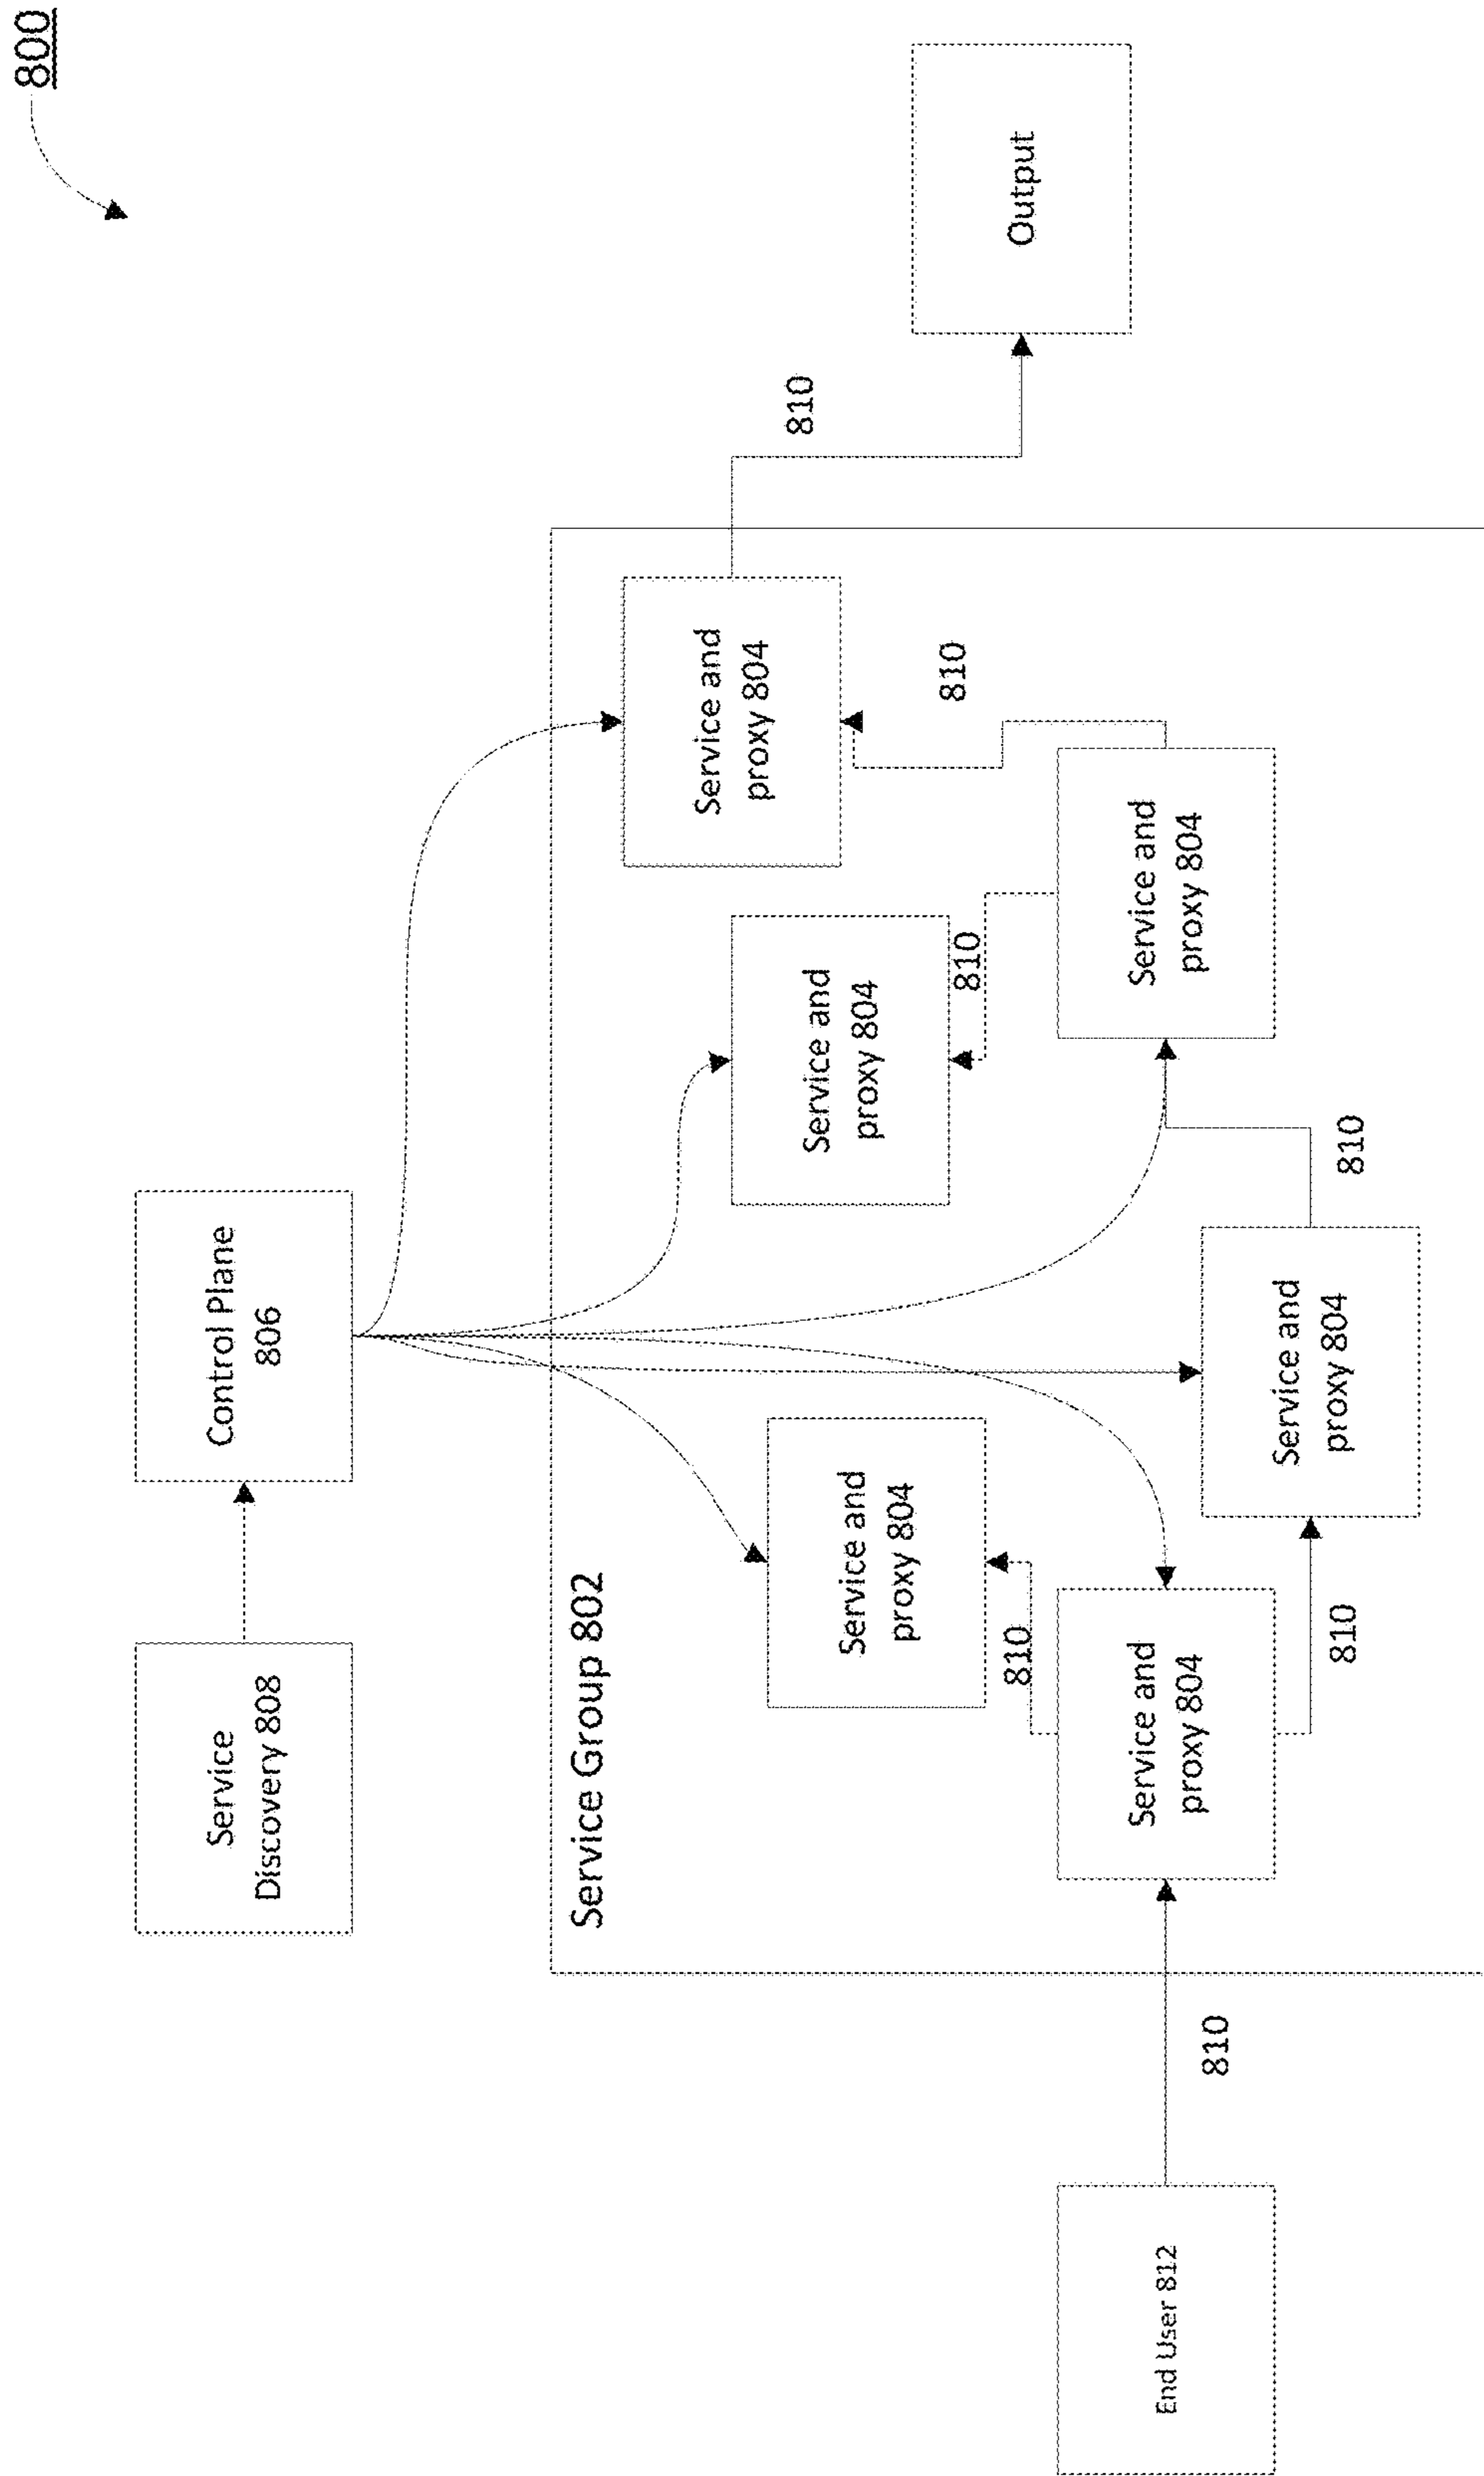 800
Service
Discovery 808
Control Plane
806
Service Group 802
Service and
proxy 804
810
Output
Service and
proxy 804
Service and
proxy 804
810
810
810
End User 812
810
Service and
proxy 804
810
Service and
proxy 804
810
Service and
proxy 804